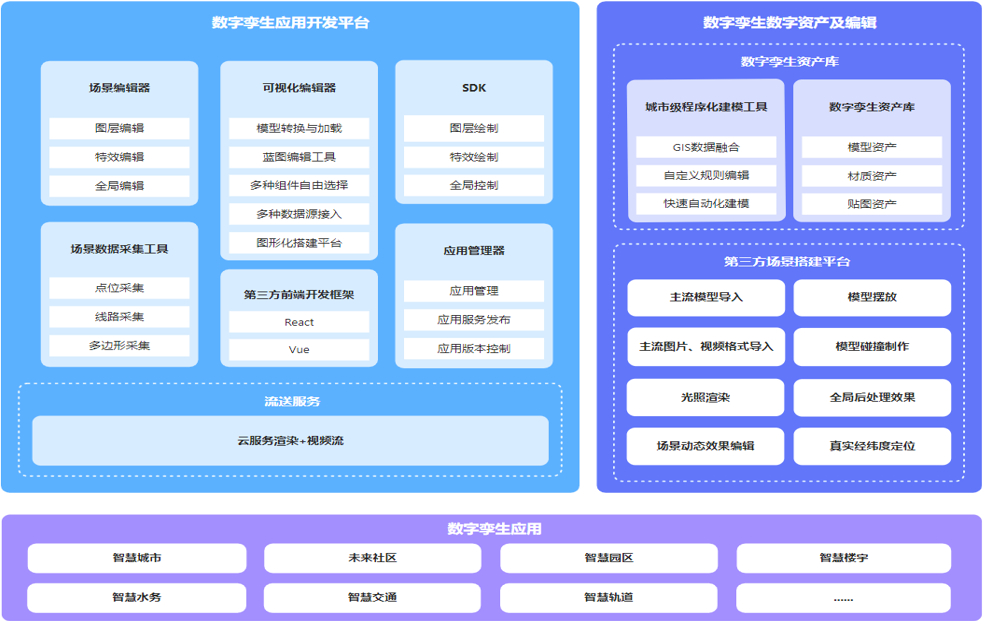 数字孪生应用开发平台
场景编辑器
图层编辑
特效编辑
全局编辑
可视化编辑器
模型转换与加载
蓝图编辑工具
多种组件自由选择
多种数据源接入
图形化搭建平台
SDK
图层绘制
特效绘制
全局控制
场景数据采集工具
点位采集
线路采集
多边形采集
第三方前端开发框架
React
Vue
应用管理器
应用管理
应用服务发布
应用版本控制
流送服务
云服务渲染+视频流
数字孪生数字资产及编辑
数字孪生资产库
城市级程序化建模工具
GIS数据融合
自定义规则编辑
快速自动化建模
数字孪生资产库
模型资产
材质资产
贴图资产
第三方场景搭建平台
主流模型导入
模型摆放
主流图片、视频格式导入
模型碰撞制作
光照渲染
全局后处理效果
场景动态效果编辑
真实经纬度定位
数字孪生应用
智慧城市
未来社区
智慧园区
智慧楼宇
智慧水务
智慧交通
智慧轨道
......